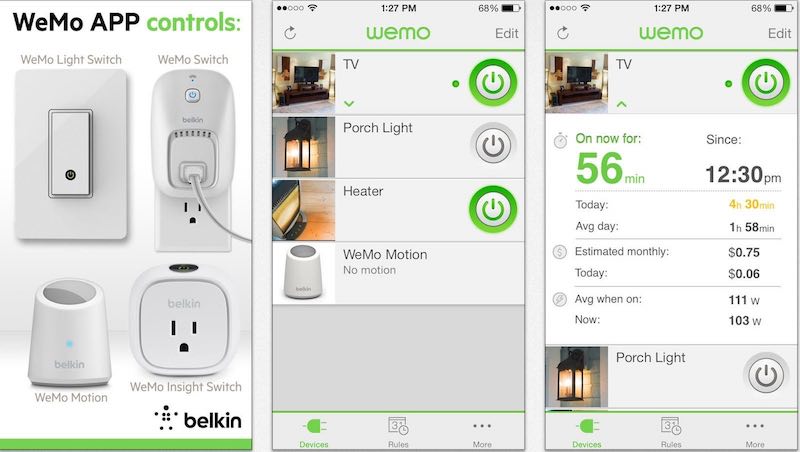 WeMo APP controls:
WeMo Light Switch
WeMo Switch
belkin
belkin
belkin
WeMo Motion
WeMo Insight Switch
belkin
1:27 PM
68%
wemo
Edit
TV
Porch Light
Heater
WeMo Motion
No motion
Devices
Rules
More
1:27 PM
68%
wemo
Edit
TV
On now for:
Since:
56 min
12:30pm
Today:
4h 30min
Avg day:
1h 58min
Estimated monthly:
$0.75
Today:
$0.06
Avg when on:
111 W
Now:
103 W
Porch Light
Devices
Rules
More